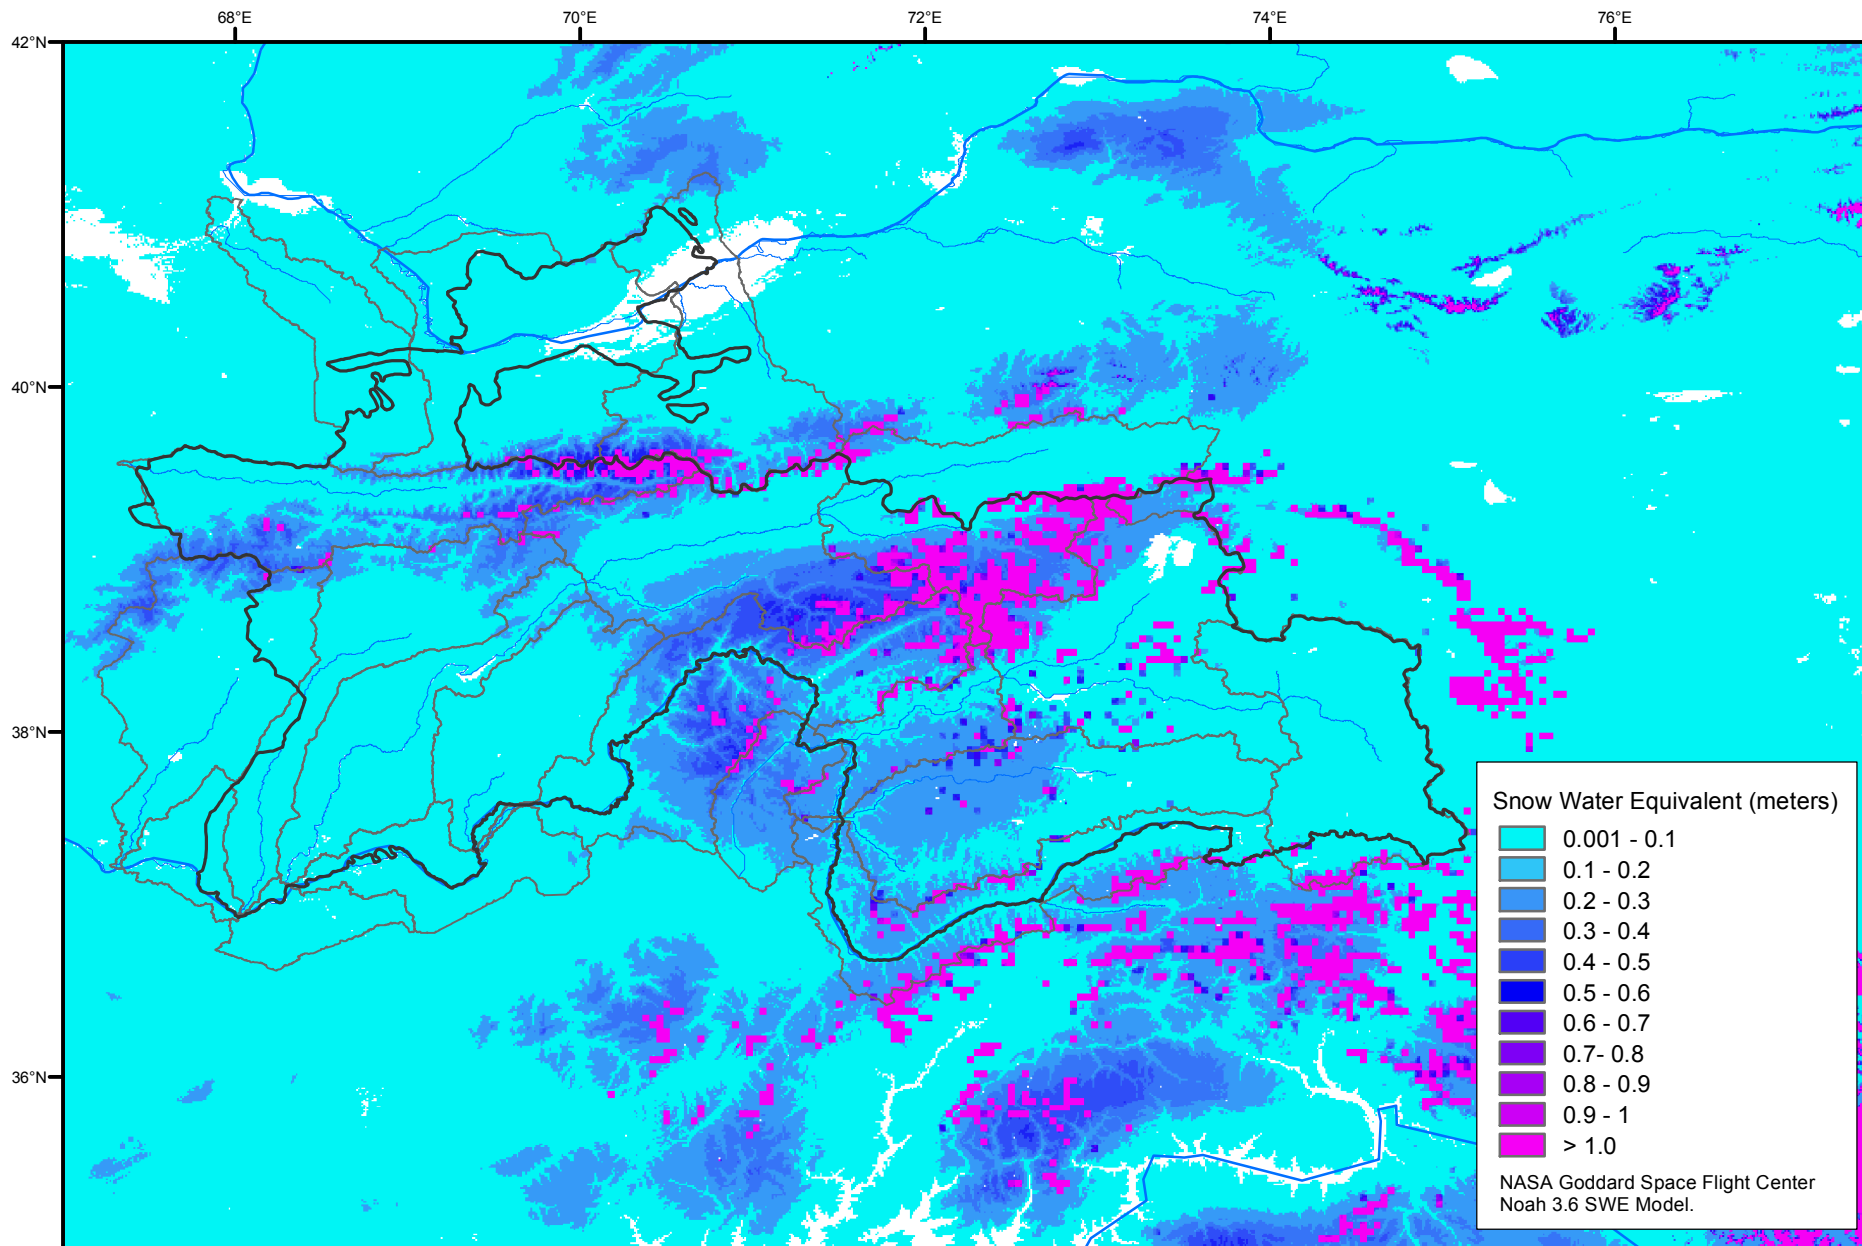 68°E
70°E
72°E
74°E
76°E
42°N
40°N
38°N
36°N
Snow Water Equivalent (meters)
0.001 - 0.1
0.1 - 0.2
0.2 - 0.3
0.3 - 0.4
0.4 - 0.5
0.5 - 0.6
0.6 - 0.7
0.7- 0.8
0.8 - 0.9
0.9 - 1
> 1.0
NASA Goddard Space Flight Center
Noah 3.6 SWE Model.